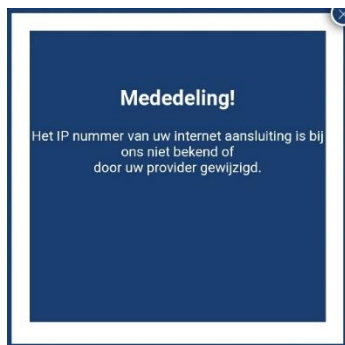 Mededeling!
Het IP nummer van uw internet aansluiting is bij
ons niet bekend of
door uw provider gewijzigd.